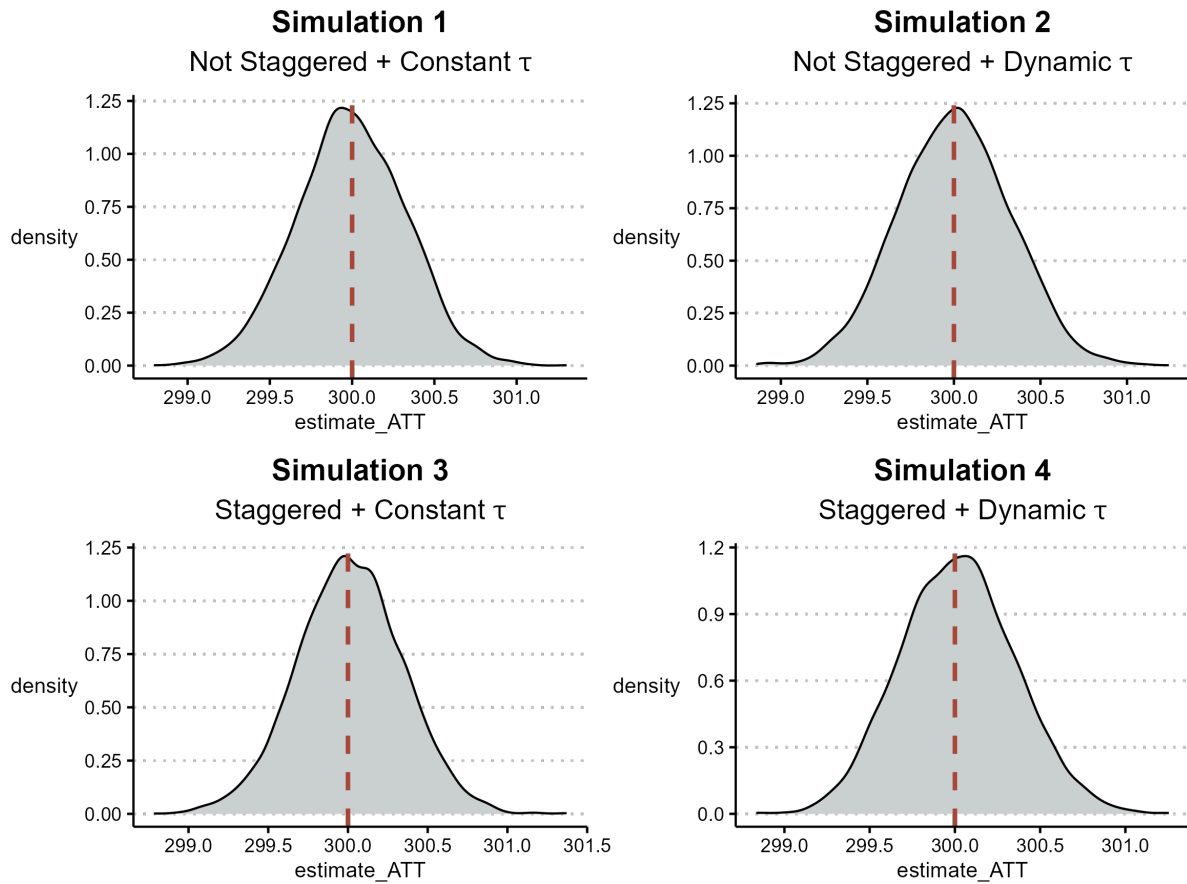 Simulation 1
Not Staggered + Constant τ
1.25
1.00
0.75
density
0.50
0.25
0.00
299.0 299.5 300.0 300.5 301.0
estimate_ATT
Simulation 2
Not Staggered + Dynamic τ
1.25
1.00
0.75
density
0.50
0.25
0.00
299.0 299.5 300.0 300.5 301.0
estimate_ATT
Simulation 3
Staggered + Constant τ
1.25
1.00
0.75
density
0.50
0.25
0.00
299.0 299.5 300.0 300.5 301.0 301.5
estimate_ATT
Simulation 4
Staggered + Dynamic τ
1.2
0.9
density
0.6
0.3
0.0
299.0 299.5 300.0 300.5 301.0
estimate_ATT